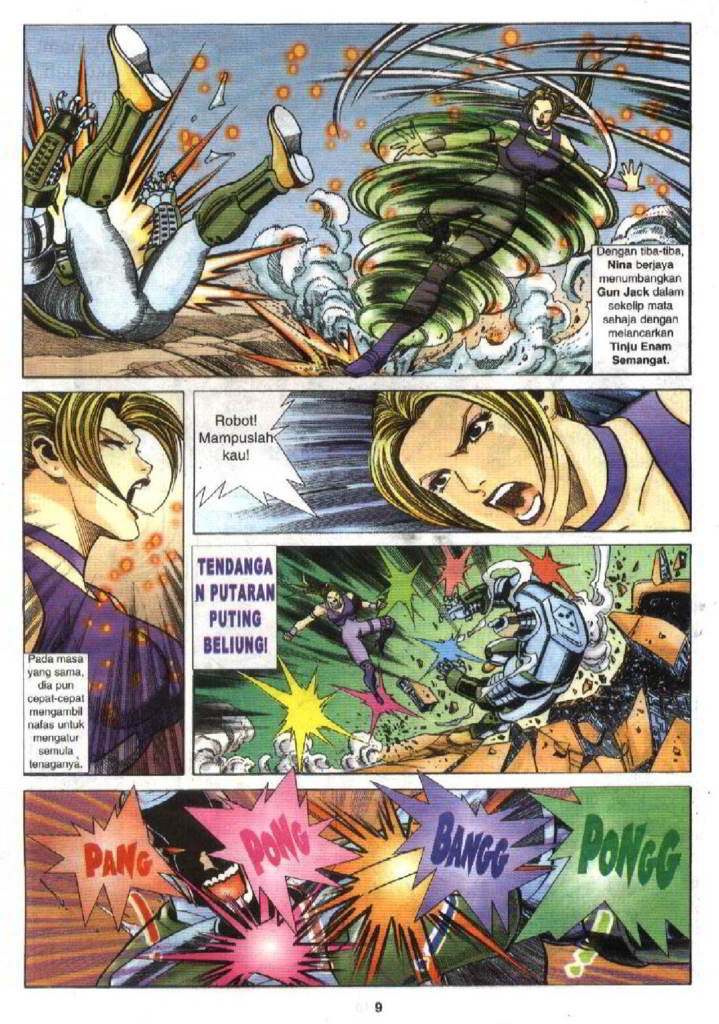 Dengan tiba-tiba,
Nina berjaya
menumbangkan
Gun Jack dalam
sekelip mata
sahaja dengan
melancarkan
Tinju Enam
Semangat.
Robot!
Mampuslah
kau!
Pada masa
yang sama,
dia pun
cepat-cepat
mengambil
nafas untuk
mengatur
semula
tenaganya.
TENDANGA
N PUTARAN
PUTING
BELIUNG!
PANG
PONG
BANGG
PONGG
9